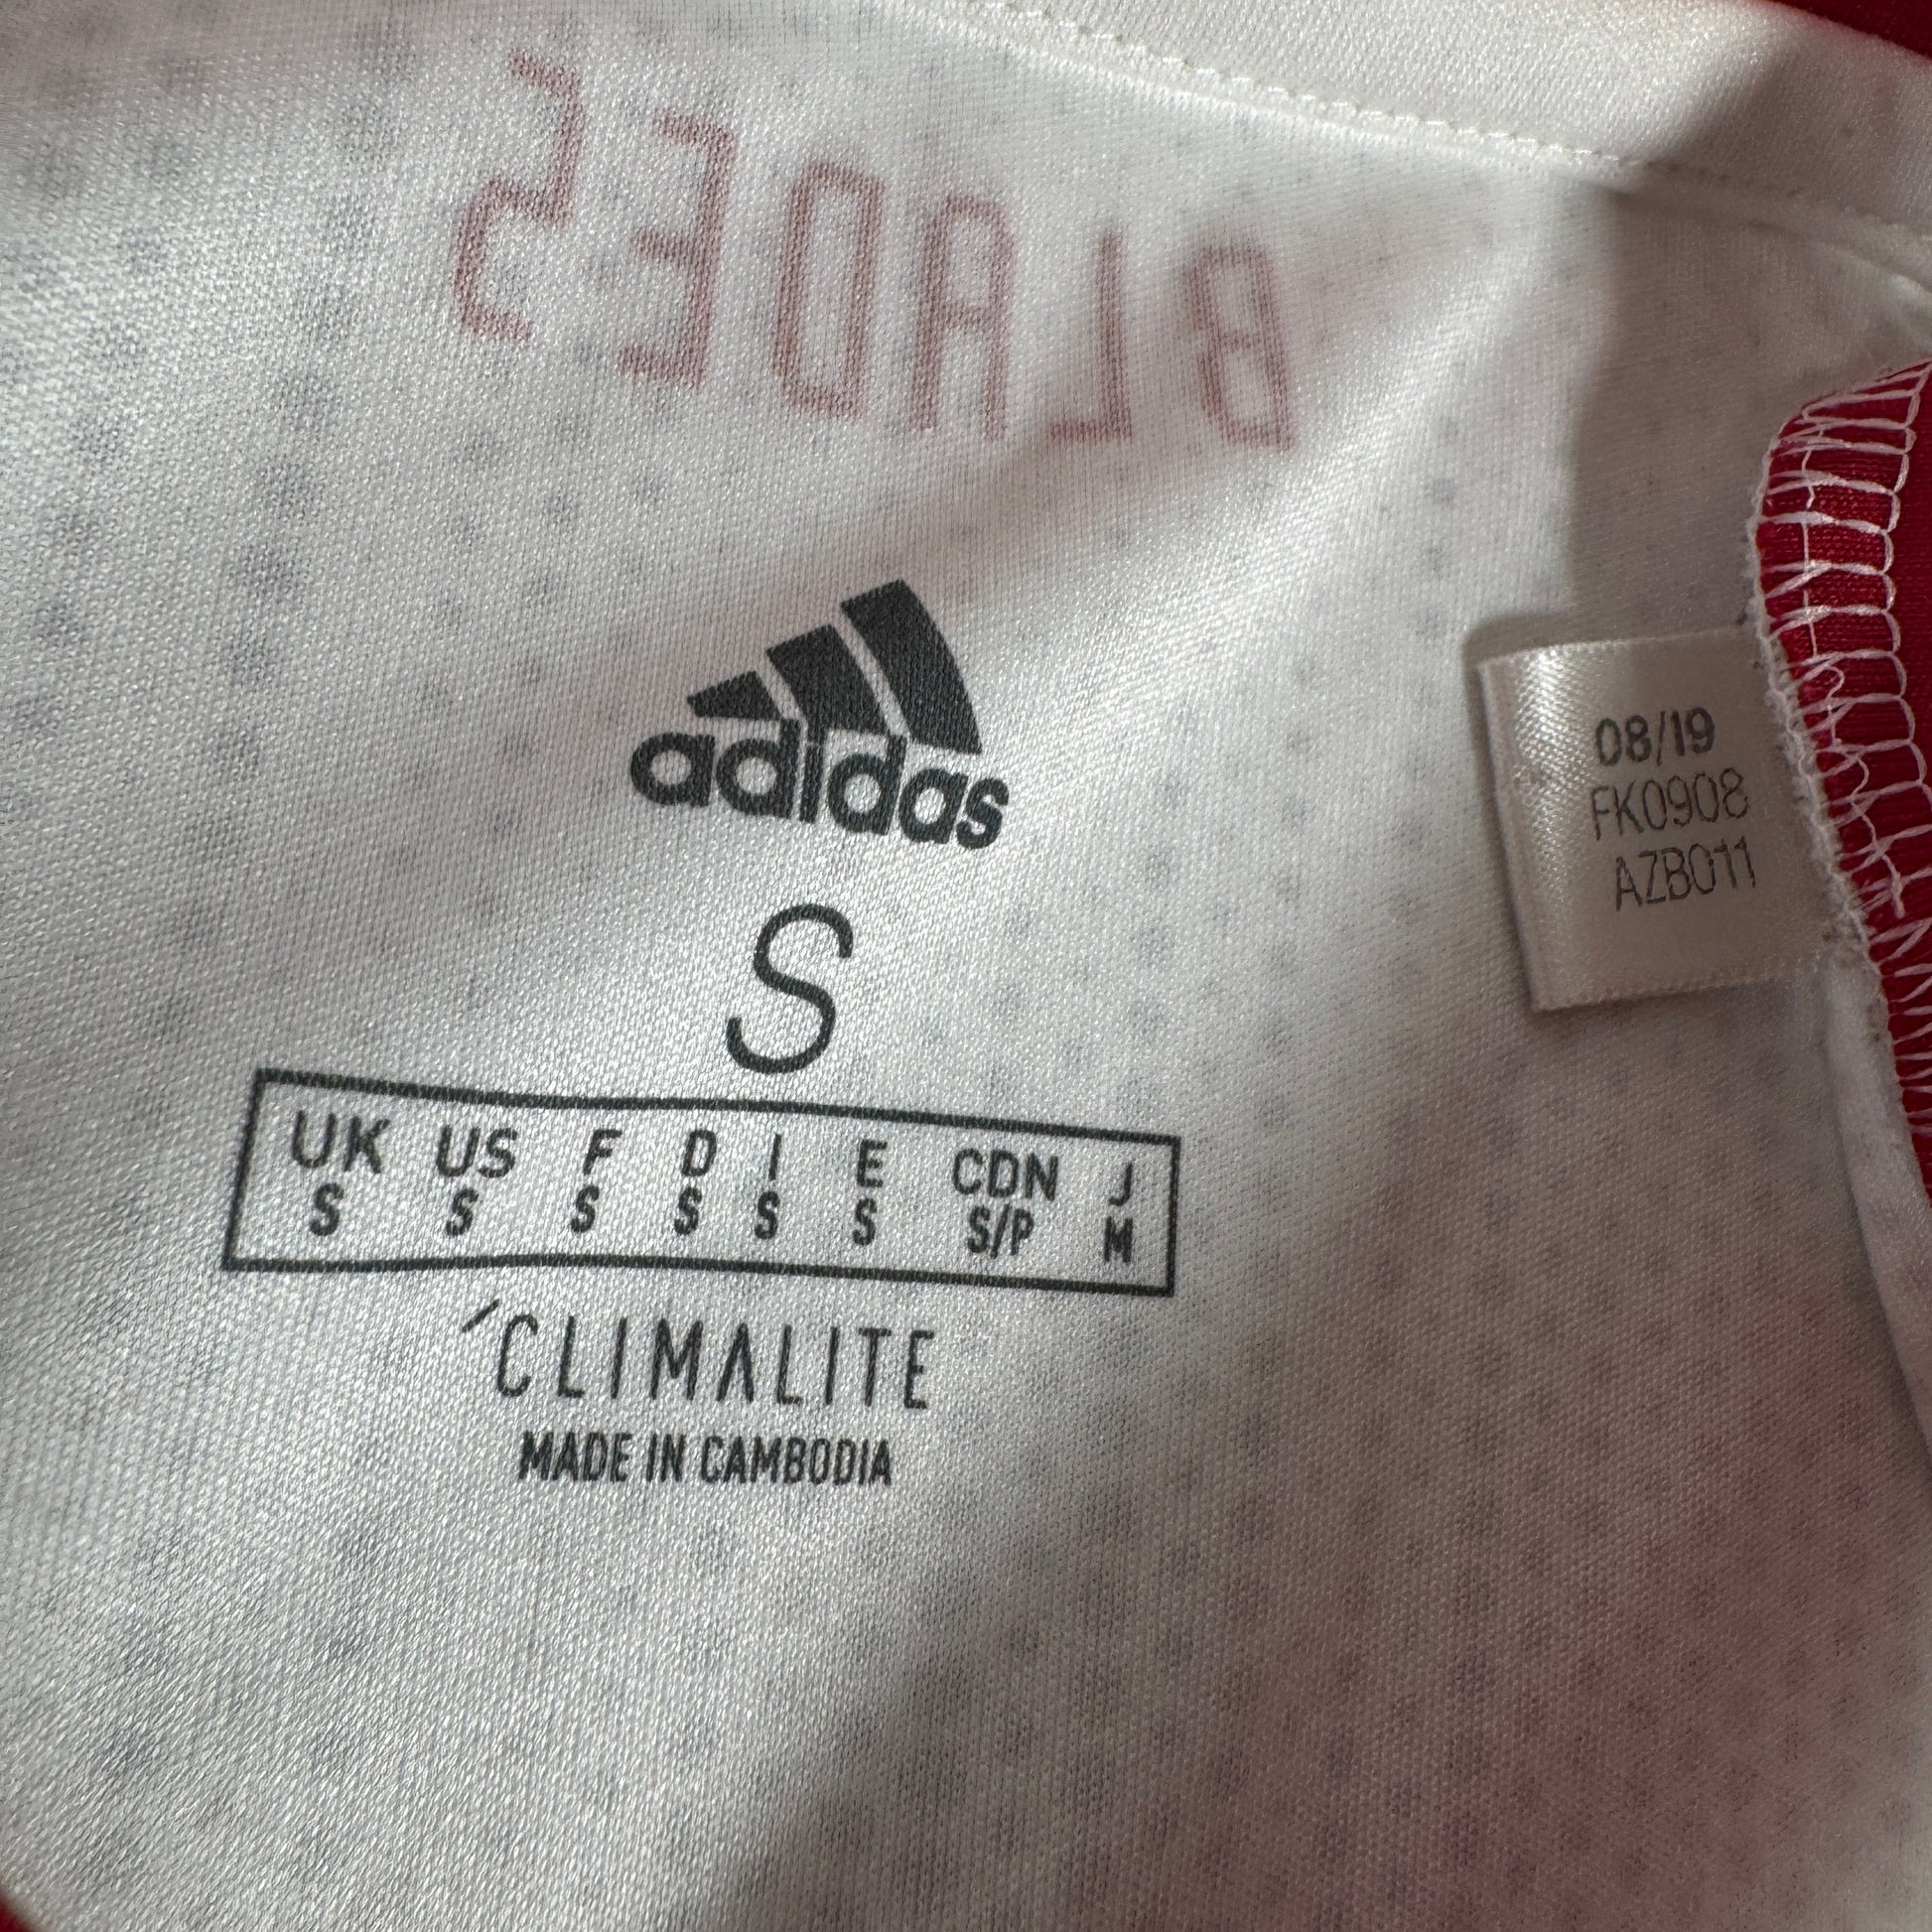 BLADES
adidas
S
UK US F D I E CDN J
S S S S S S S/P M
CLIMALITE
MADE IN CAMBODIA
08/19
FK0908
AZB011